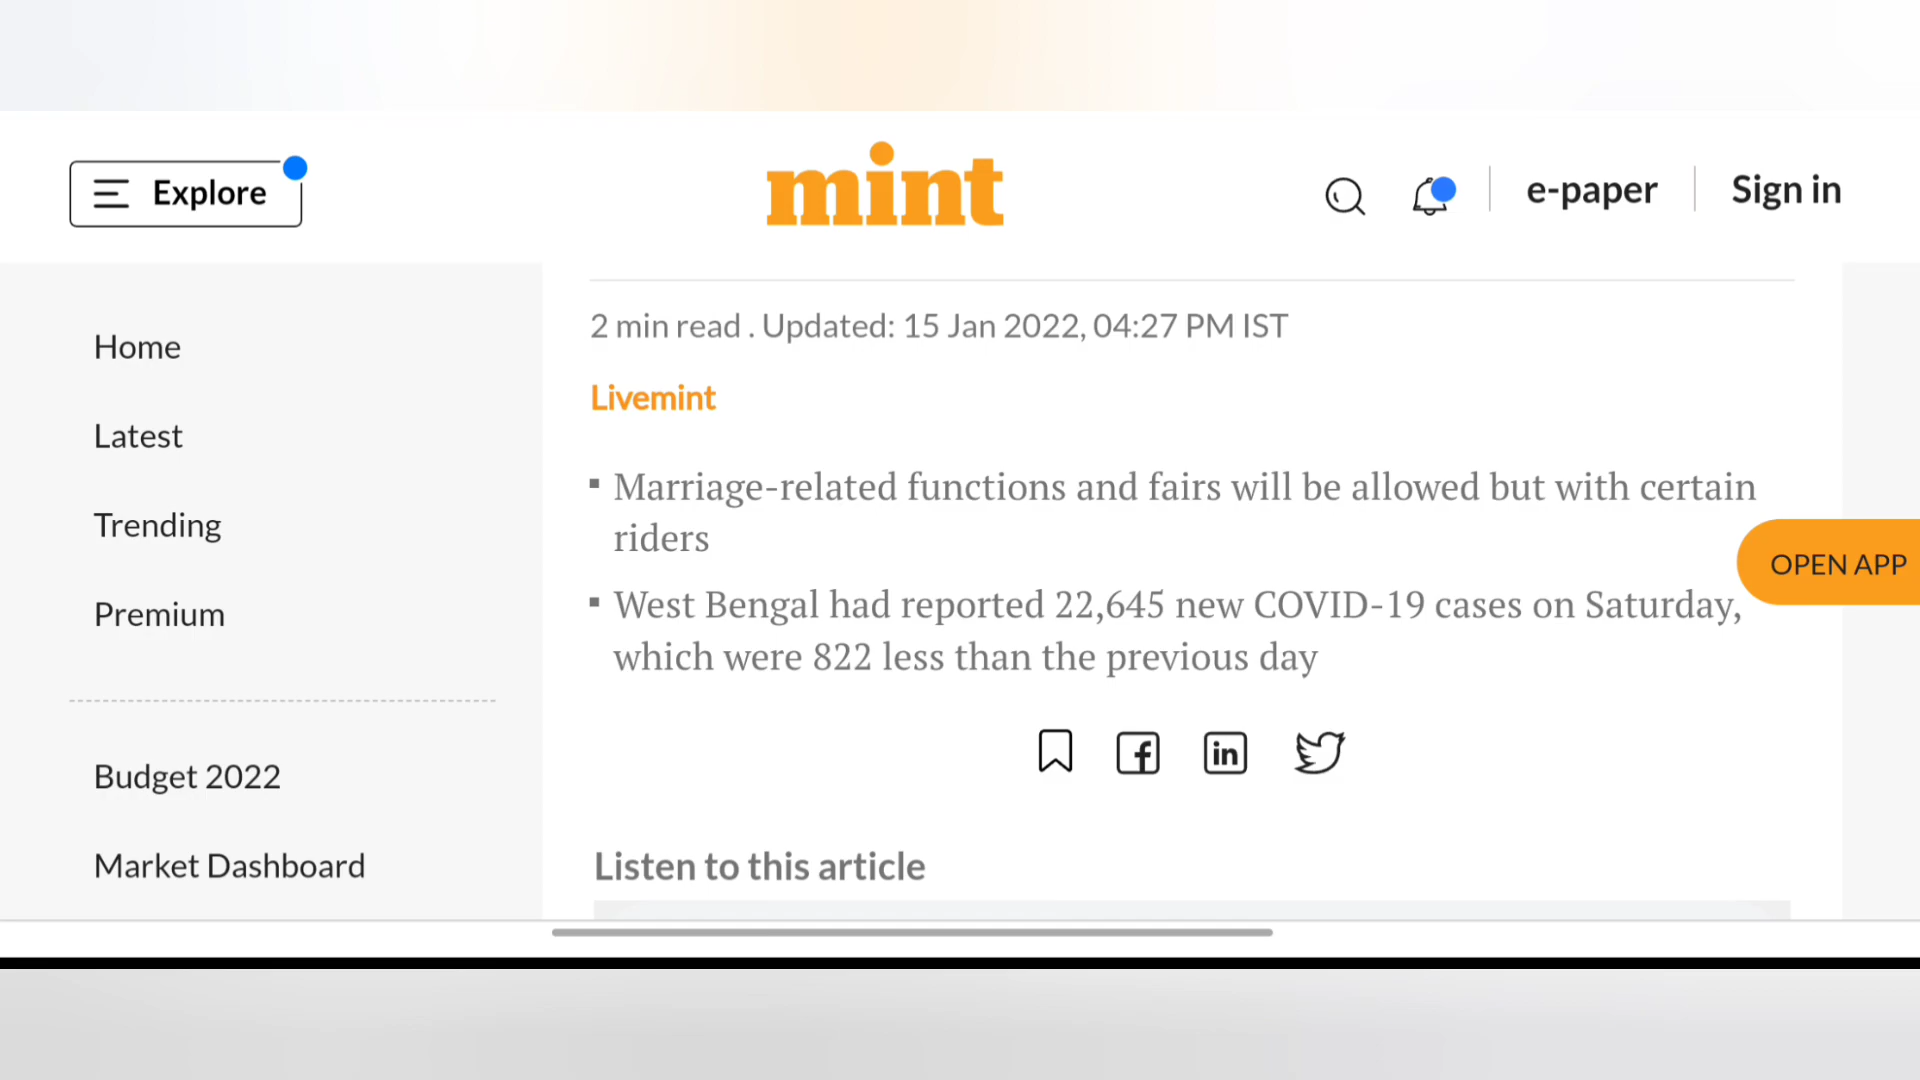 Explore
mint
e-paper
Sign in
Home
Latest
Trending
Premium
Budget 2022
Market Dashboard
2 min read . Updated: 15 Jan 2022, 04:27 PM IST
Livemint
▪ Marriage-related functions and fairs will be allowed but with certain
riders
▪ West Bengal had reported 22,645 new COVID-19 cases on Saturday,
which were 822 less than the previous day
OPEN APP
Listen to this article